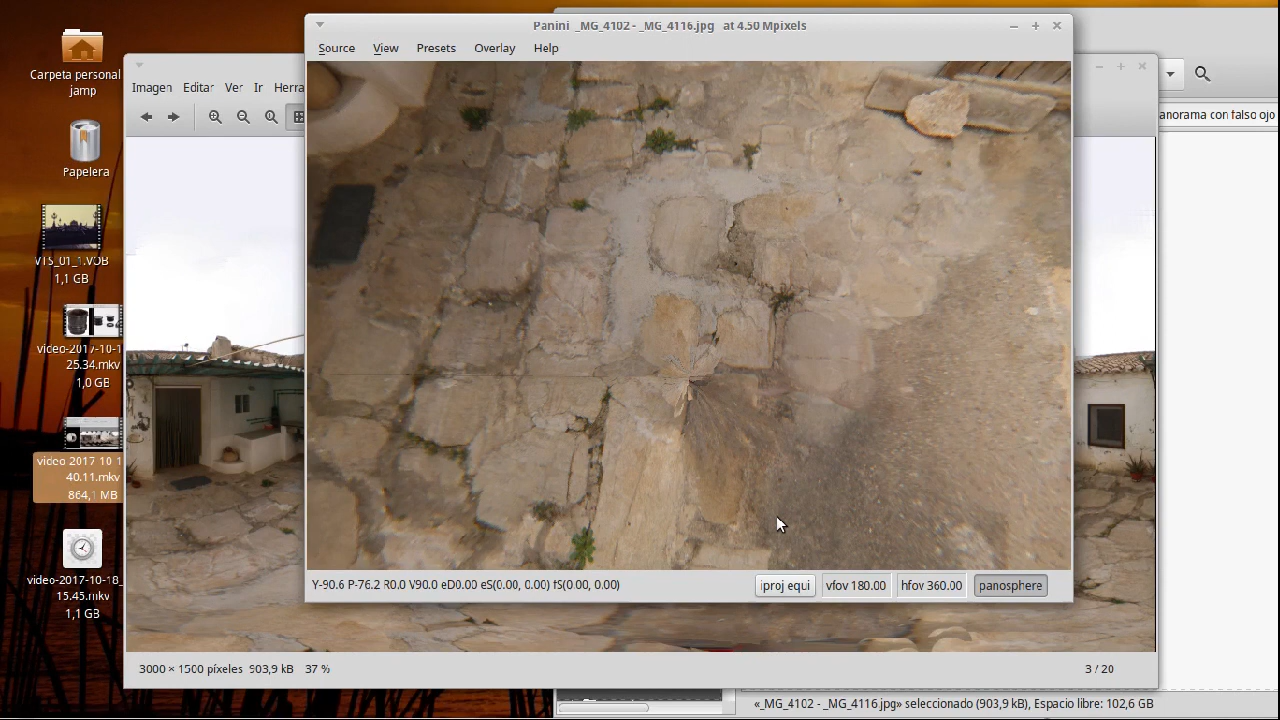 Carpeta personal
jamp
Papelera
VTS_01_1.VOB
1,1 GB
video-2017-10-1
25.34.mkv
1,0 GB
video 2017 10 1
40.11.mkv
864,1 MB
video-2017-10-18_
15.45.mkv
1,1 GB
Imagen Editar Ver Ir Herra
Panini _MG_4102 - _MG_4116.jpg at 4.50 Mpixels
Source View Presets Overlay Help
anorama con falso ojo
Y-90.6 P-76.2 R0.0 V90.0 eD0.00 eS(0.00, 0.00) fS(0.00, 0.00)
iproj equi vfov 180.00 hfov 360.00 panosphere
3000 × 1500 píxeles 903,9 kB 37 %
3 / 20
«_MG_4102 - _MG_4116.jpg» seleccionado (903,9 kB), Espacio libre: 102,6 GB